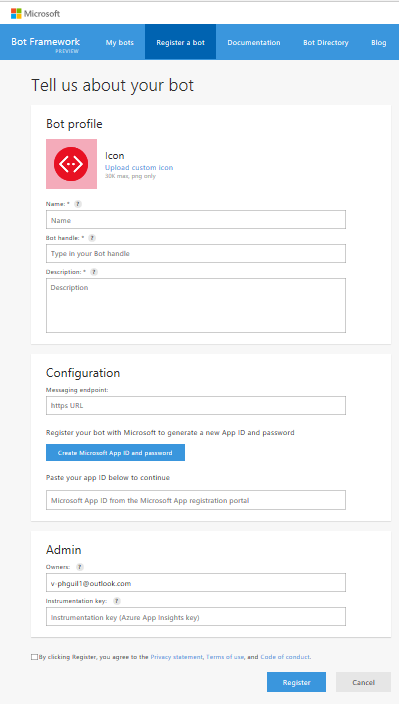 Microsoft
Bot Framework
PREVIEW
My bots
Register a bot
Documentation
Bot Directory
Blog
Tell us about your bot
Bot profile
Icon
Upload custom icon
30K max, png only
Name: * ?
Name
Bot handle: * ?
Type in your Bot handle
Description: * ?
Description
Configuration
Messaging endpoint:
https URL
Register your bot with Microsoft to generate a new App ID and password
Create Microsoft App ID and password
Paste your app ID below to continue
Microsoft App ID from the Microsoft App registration portal
Admin
Owners: ?
v-phguil1@outlook.com
Instrumentation key: ?
Instrumentation key (Azure App Insights key)
By clicking Register, you agree to the Privacy statement, Terms of use, and Code of conduct.
Register
Cancel